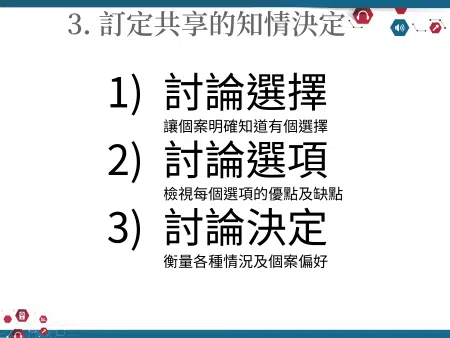 3. 訂定共享的知情決定
1) 討論選擇
讓個案明確知道有個選擇
2) 討論選項
檢視每個選項的優點及缺點
3) 討論決定
衡量各種情況及個案偏好